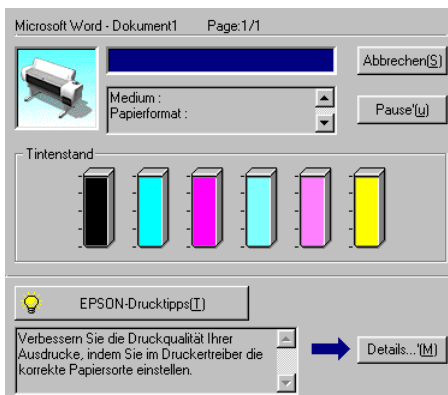 Microsoft Word - Dokument1 Page:1/1
Abbrechen(S)
Medium :
Papierformat :
Pause'(u)
Tintenstand
EPSON-Drucktipps(T)
Verbessern Sie die Druckqualität Ihrer
Ausdrucke, indem Sie im Druckertreiber die
korrekte Papiersorte einstellen.
Details...'(M)